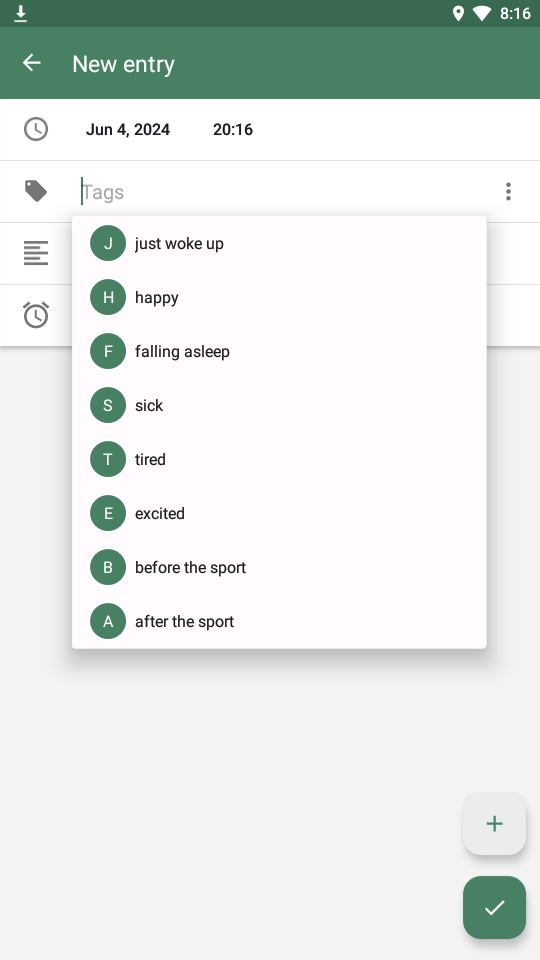 8:16
New entry
Jun 4, 2024 20:16
Tags
J just woke up
H happy
F falling asleep
S sick
T tired
E excited
B before the sport
A after the sport